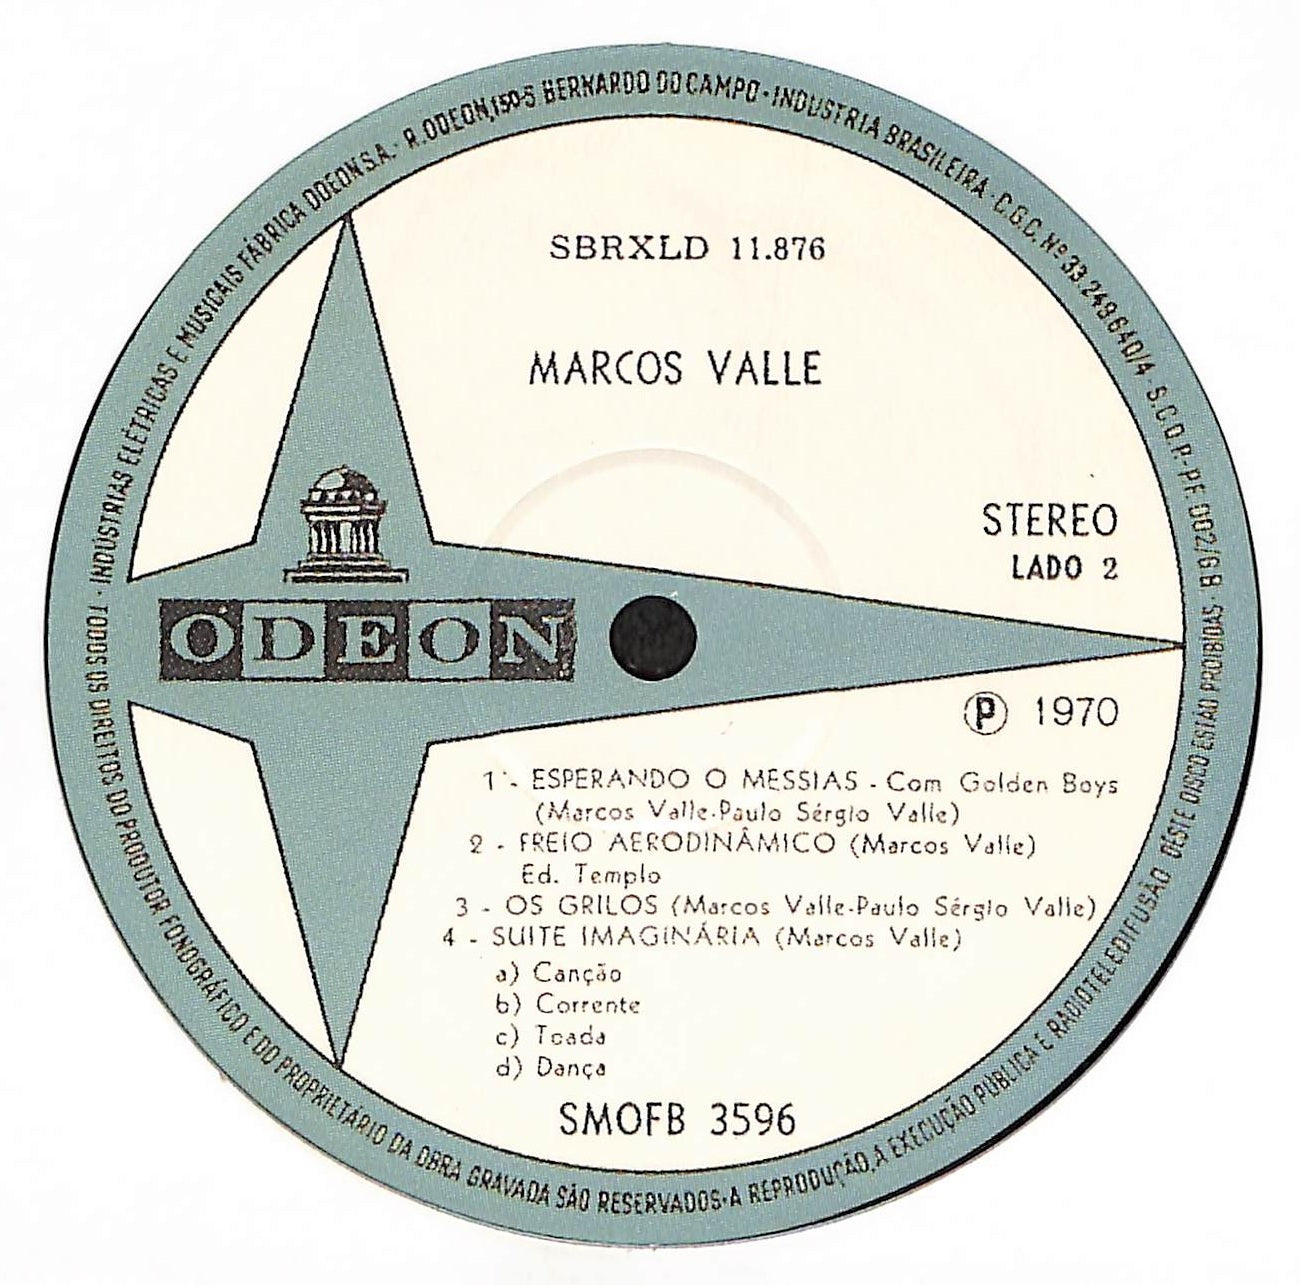 INDÚSTRIAS ELÉTRICAS E MUSICAIS FÁBRICA ODEON S.A. · R. ODEON, 150-S BERNARDO DO CAMPO · INDUSTRIA BRASILEIRA · C.G.C. Nº 33.249.640/4 · S.C.D.P.-P.F. 002/GB ·
TODOS OS DIREITOS DO PRODUTOR FONOGRÁFICO E DO PROPRIETÁRIO DA OBRA GRAVADA SÃO RESERVADOS · A REPRODUÇÃO, A EXECUÇÃO PÚBLICA E RADIOTELEDIFUSÃO DESTE DISCO ESTÃO PROIBIDAS ·
SBRXLD 11.876
MARCOS VALLE
STEREO
LADO 2
ODEON
Ⓟ 1970
1 - ESPERANDO O MESSIAS - Com Golden Boys
(Marcos Valle-Paulo Sérgio Valle)
2 - FREIO AERODINÂMICO (Marcos Valle)
Ed. Templo
3 - OS GRILOS (Marcos Valle-Paulo Sérgio Valle)
4 - SUITE IMAGINÁRIA (Marcos Valle)
a) Canção
b) Corrente
c) Toada
d) Dança
SMOFB 3596